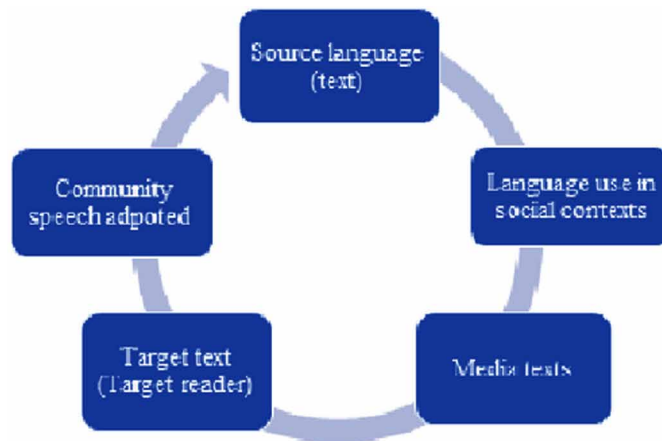 Source language
(text)
Language use in
social contexts
Media texts
Target text
(Target reader)
Community
speech adpoted